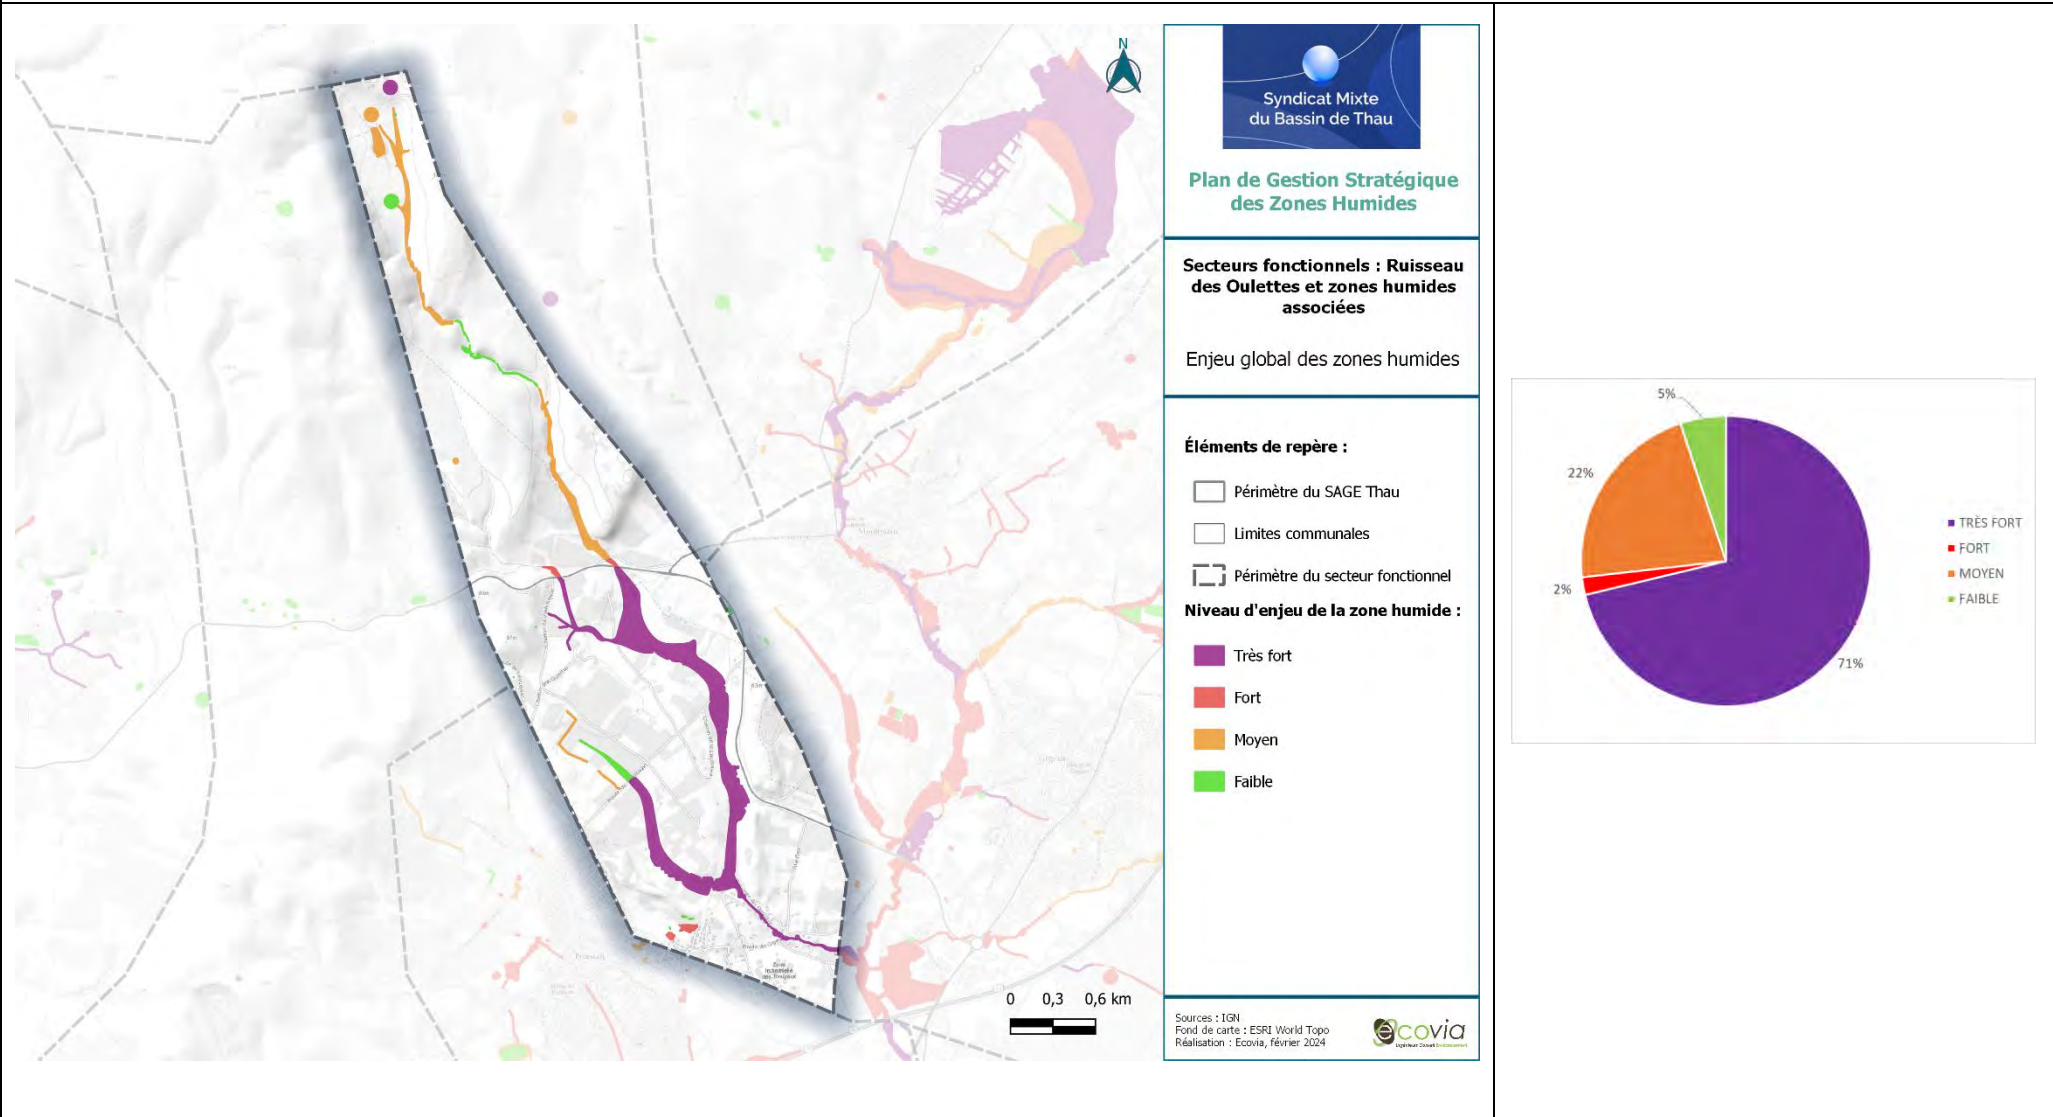 N
0 0,3 0,6 km
Syndicat Mixte
du Bassin de Thau
Plan de Gestion Stratégique
des Zones Humides
Secteurs fonctionnels : Ruisseau
des Oulettes et zones humides
associées
Enjeu global des zones humides
Éléments de repère :
Périmètre du SAGE Thau
Limites communales
Périmètre du secteur fonctionnel
Niveau d'enjeu de la zone humide :
Très fort
Fort
Moyen
Faible
Sources : IGN
Fond de carte : ESRI World Topo
Réalisation : Ecovia, février 2024
ecovia
5%
22%
2%
71%
TRÈS FORT
FORT
MOYEN
FAIBLE